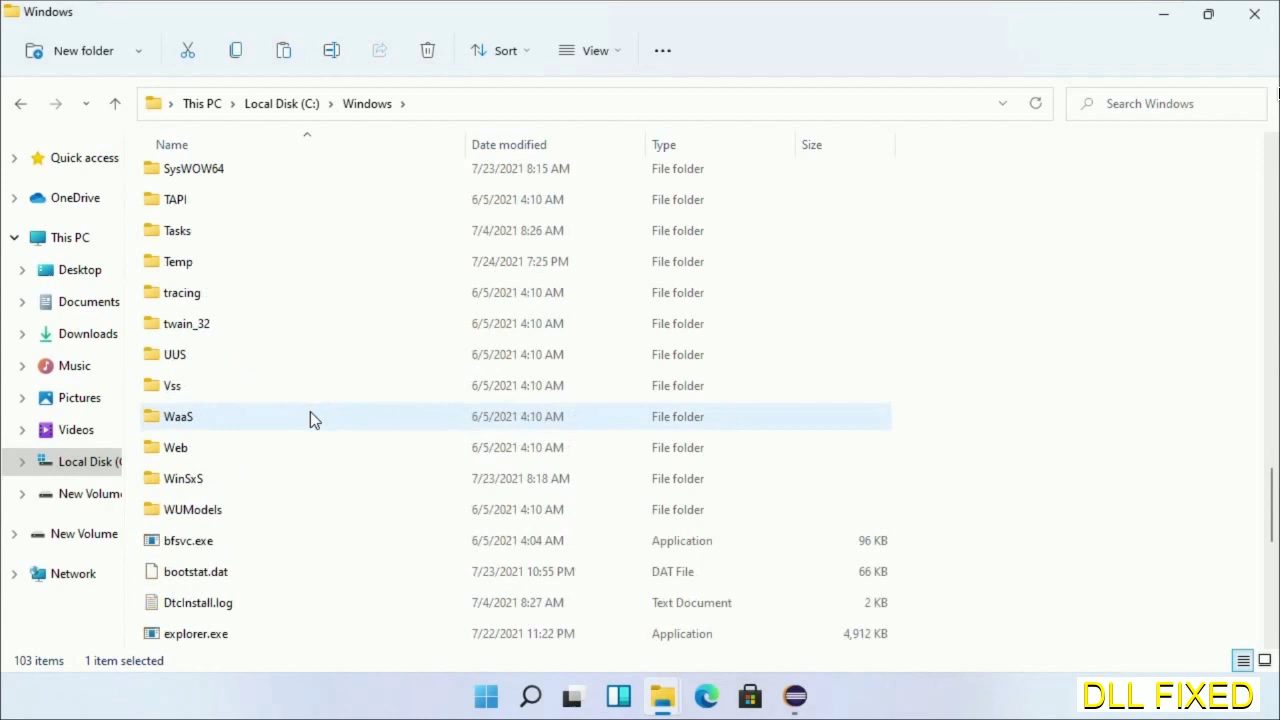 Windows
New folder
Sort
View
This PC
Local Disk (C:)
Windows
Search Windows
Name
Date modified
Type
Size
Quick access
OneDrive
This PC
Desktop
Documents
Downloads
Music
Pictures
Videos
Local Disk (
New Volum
New Volume
Network
SysWOW64 7/23/2021 8:15 AM File folder
TAPI 6/5/2021 4:10 AM File folder
Tasks 7/4/2021 8:26 AM File folder
Temp 7/24/2021 7:25 PM File folder
tracing 6/5/2021 4:10 AM File folder
twain_32 6/5/2021 4:10 AM File folder
UUS 6/5/2021 4:10 AM File folder
Vss 6/5/2021 4:10 AM File folder
WaaS 6/5/2021 4:10 AM File folder
Web 6/5/2021 4:10 AM File folder
WinSxS 7/23/2021 8:18 AM File folder
WUModels 6/5/2021 4:10 AM File folder
bfsvc.exe 6/5/2021 4:04 AM Application 96 KB
bootstat.dat 7/23/2021 10:55 PM DAT File 66 KB
DtcInstall.log 7/4/2021 8:27 AM Text Document 2 KB
explorer.exe 7/22/2021 11:22 PM Application 4,912 KB
103 items
1 item selected
DLL FIXED